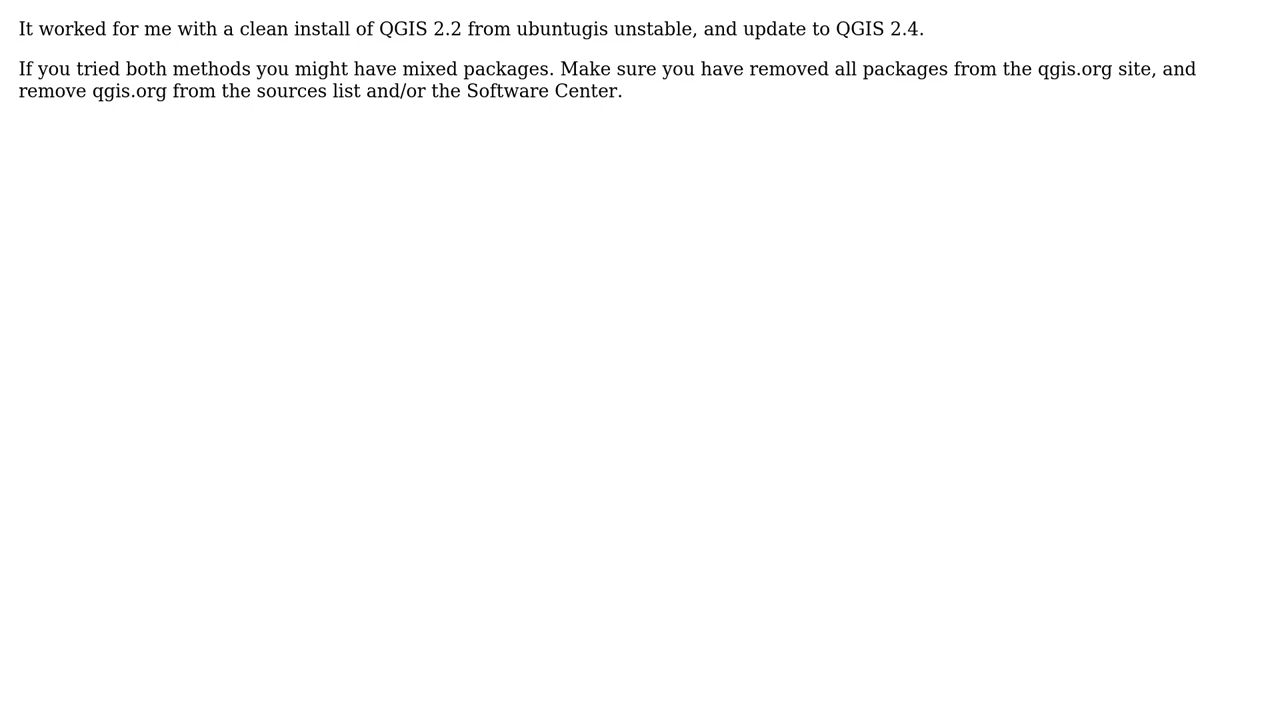 It worked for me with a clean install of QGIS 2.2 from ubuntugis unstable, and update to QGIS 2.4.
If you tried both methods you might have mixed packages. Make sure you have removed all packages from the qgis.org site, and
remove qgis.org from the sources list and/or the Software Center.